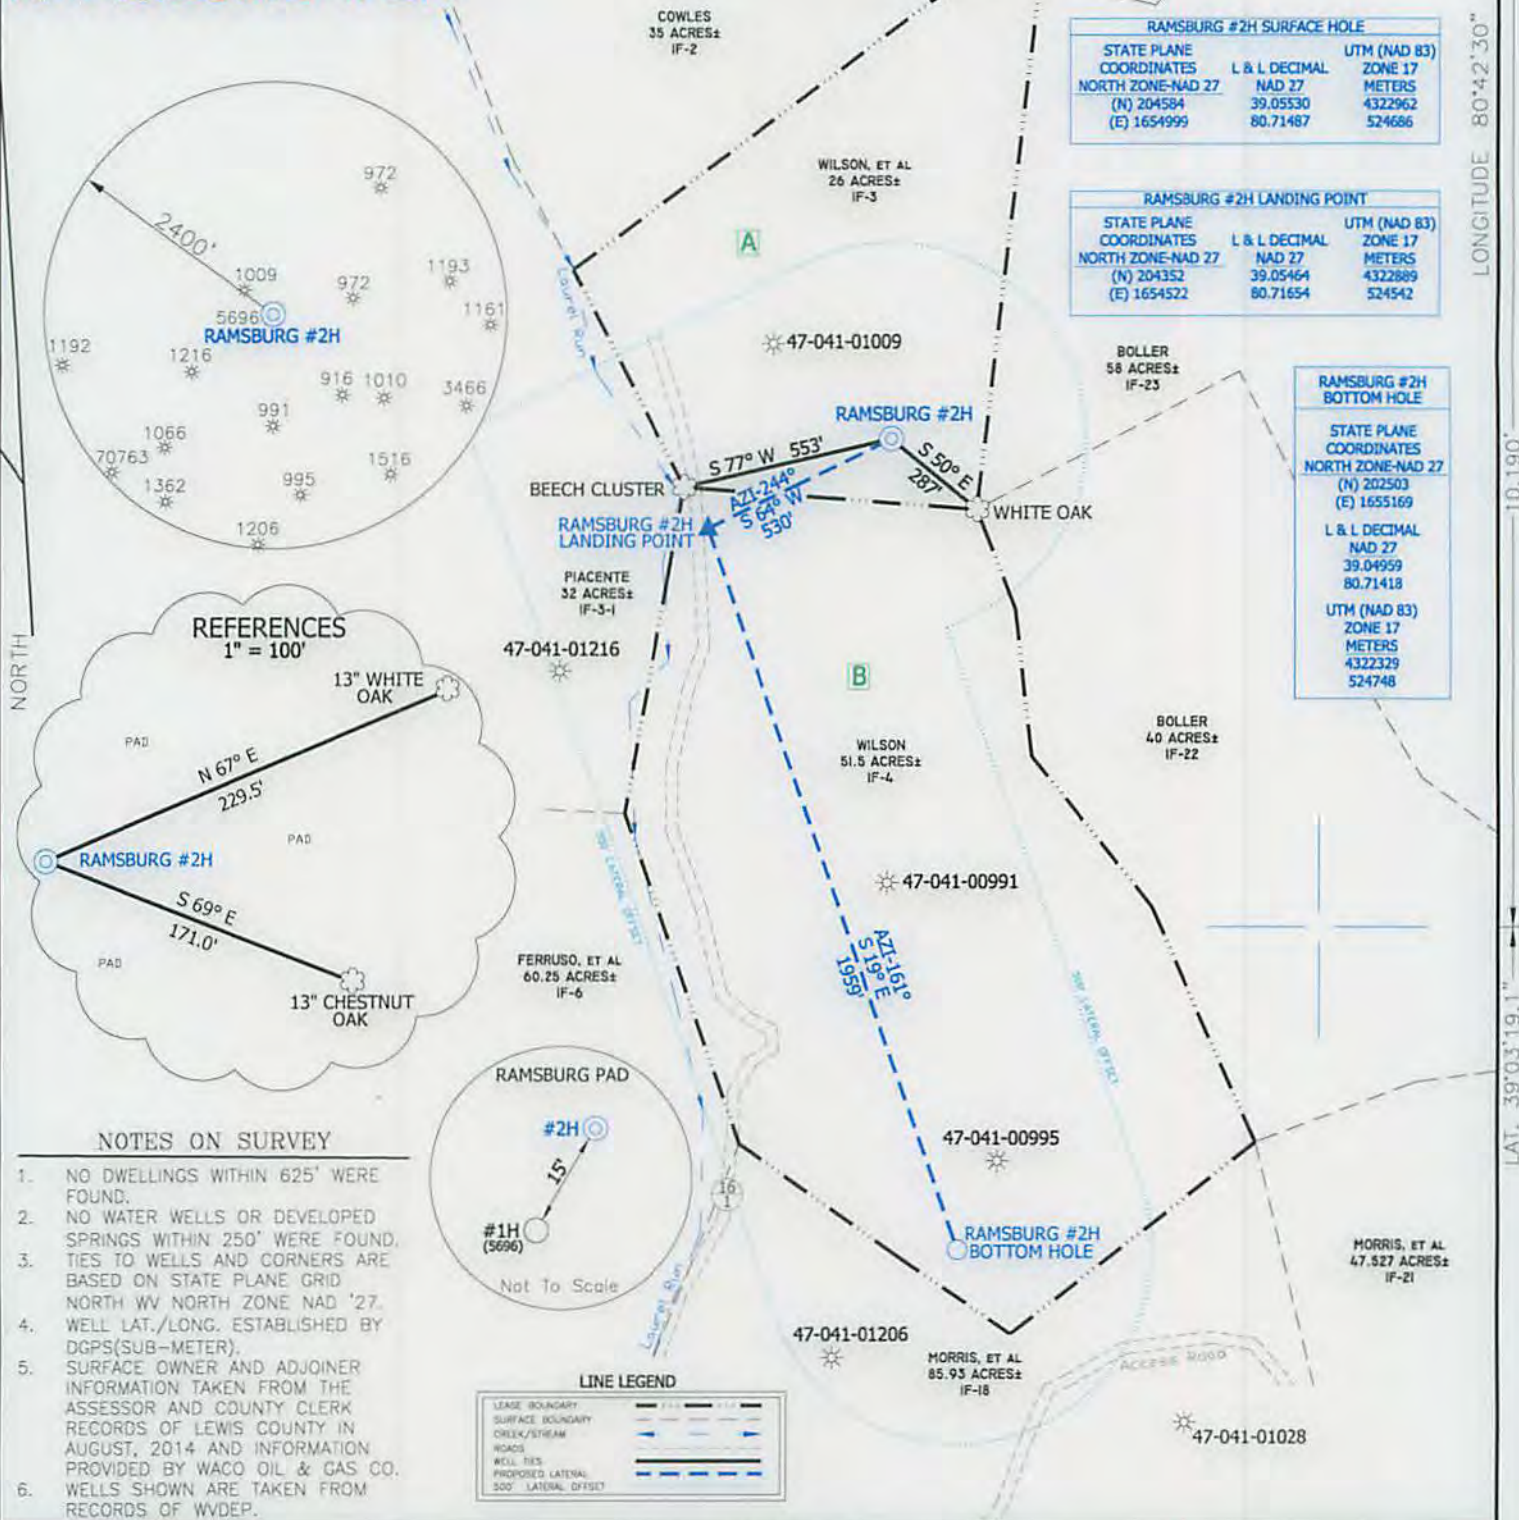 COWLES
35 ACRES±
IF-2
RAMSBURG #2H SURFACE HOLE
STATE PLANE
COORDINATES
NORTH ZONE-NAD 27
(N) 204584
(E) 1654999
L & L DECIMAL
NAD 27
39.05530
80.71487
UTM (NAD 83)
ZONE 17
METERS
4322962
524686
LONGITUDE 80°42'30"
RAMSBURG #2H LANDING POINT
STATE PLANE
COORDINATES
NORTH ZONE-NAD 27
(N) 204352
(E) 1654522
L & L DECIMAL
NAD 27
39.05464
80.71654
UTM (NAD 83)
ZONE 17
METERS
4322889
524542
RAMSBURG #2H
BOTTOM HOLE
STATE PLANE
COORDINATES
NORTH ZONE-NAD 27
(N) 202503
(E) 1655169
L & L DECIMAL
NAD 27
39.04959
80.71418
UTM (NAD 83)
ZONE 17
METERS
4322329
524748
10,190'
LAT. 39°03'19.1"
WILSON, ET AL
26 ACRES±
IF-3
A
Laurel Run
47-041-01009
BOLLER
58 ACRES±
IF-23
2400'
972
1009
972
1193
5696
1161
RAMSBURG #2H
1192
1216
916
1010
3466
991
1066
70763
1516
1362
995
1206
RAMSBURG #2H
S 77° W 553'
S 50° E
287'
BEECH CLUSTER
WHITE OAK
AZI-244°
S 64° W
530'
RAMSBURG #2H
LANDING POINT
PIACENTE
32 ACRES±
IF-3-1
47-041-01216
B
WILSON
51.5 ACRES±
IF-4
BOLLER
40 ACRES±
IF-22
NORTH
REFERENCES
1" = 100'
13" WHITE
OAK
PAD
N 67° E
229.5'
PAD
RAMSBURG #2H
S 69° E
171.0'
PAD
13" CHESTNUT
OAK
500' LATERAL OFFSET
47-041-00991
AZI-161°
S 19° E
1959'
500' LATERAL OFFSET
FERRUSO, ET AL
60.25 ACRES±
IF-6
RAMSBURG PAD
#2H
15'
#1H
(5696)
Not To Scale
16
1
Laurel Run
47-041-00995
RAMSBURG #2H
BOTTOM HOLE
MORRIS, ET AL
47.527 ACRES±
IF-21
47-041-01206
MORRIS, ET AL
85.93 ACRES±
IF-18
Access Road
47-041-01028
NOTES ON SURVEY
1. NO DWELLINGS WITHIN 625' WERE
FOUND.
2. NO WATER WELLS OR DEVELOPED
SPRINGS WITHIN 250' WERE FOUND.
3. TIES TO WELLS AND CORNERS ARE
BASED ON STATE PLANE GRID
NORTH WV NORTH ZONE NAD '27.
4. WELL LAT./LONG. ESTABLISHED BY
DGPS(SUB-METER).
5. SURFACE OWNER AND ADJOINER
INFORMATION TAKEN FROM THE
ASSESSOR AND COUNTY CLERK
RECORDS OF LEWIS COUNTY IN
AUGUST, 2014 AND INFORMATION
PROVIDED BY WACO OIL & GAS CO.
6. WELLS SHOWN ARE TAKEN FROM
RECORDS OF WVDEP.
LINE LEGEND
LEASE BOUNDARY
SURFACE BOUNDARY
CREEK/STREAM
ROADS
WELL TIES
PROPOSED LATERAL
500' LATERAL OFFSET